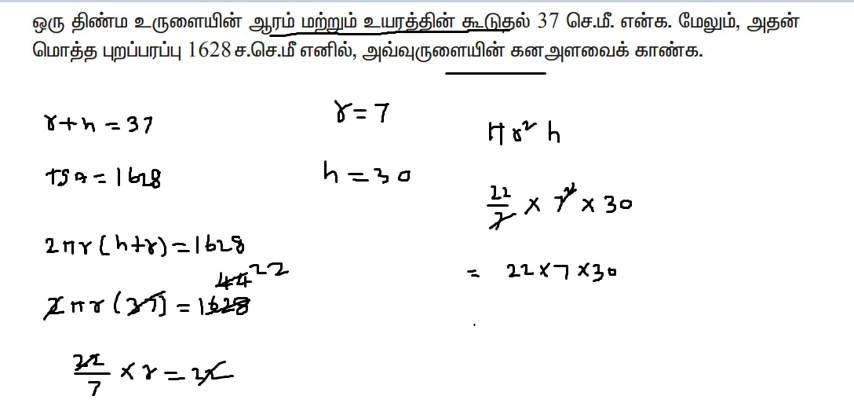 ஒரு திண்ம உருளையின் ஆரம் மற்றும் உயரத்தின் கூடுதல் 37 செ.மீ. என்க. மேலும், அதன்
மொத்த புறப்பரப்பு 1628 ச.செ.மீ எனில், அவ்வுருளையின் கனஅளவைக் காண்க.
r+h = 37
TSA = 1628
2πr(h+r) = 1628
44 22
2πr(37) = 1628
22/7 × r = 22
r = 7
h = 30
πr² h
22/7 × 7² × 30
= 22×7×30